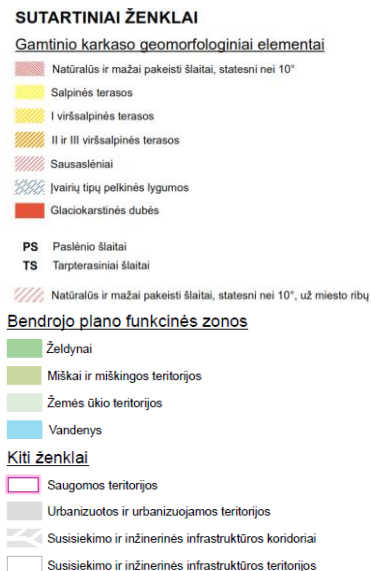 SUTARTINIAI ŽENKLAI
Gamtinio karkaso geomorfologiniai elementai
Natūralūs ir mažai pakeisti šlaitai, statesni nei 10°
Salpinės terasos
I viršsalpinės terasos
II ir III viršsalpinės terasos
Sausaslėniai
Įvairių tipų pelkinės lygumos
Glaciokarstinės dubės
PS Paslėnio šlaitai
TS Tarpterasiniai šlaitai
Natūralūs ir mažai pakeisti šlaitai, statesni nei 10°, už miesto ribų
Bendrojo plano funkcinės zonos
Želdynai
Miškai ir miškingos teritorijos
Žemės ūkio teritorijos
Vandenys
Kiti ženklai
Saugomos teritorijos
Urbanizuotos ir urbanizuojamos teritorijos
Susisiekimo ir inžinerinės infrastruktūros koridoriai
Susisiekimo ir inžinerinės infrastruktūros teritorijos